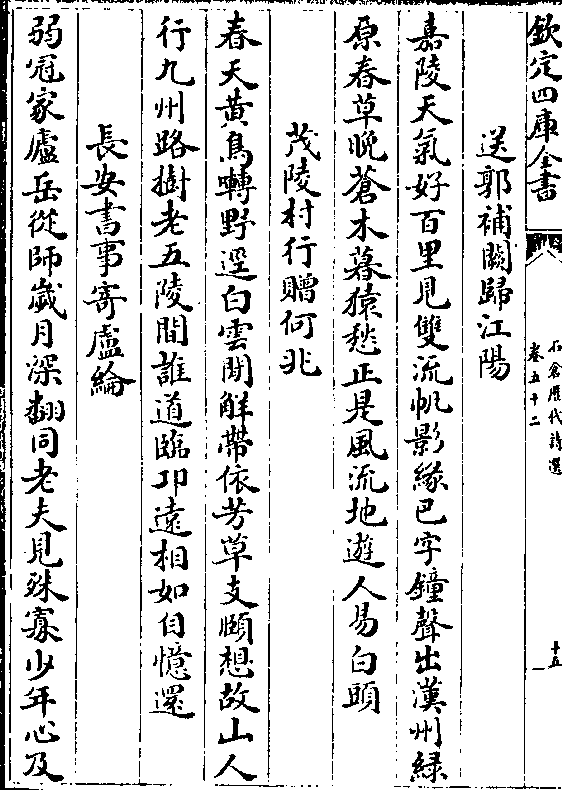 欽定四庫全書
石倉歷代詩選
卷五十二
十五
送郭補闕歸江陽
嘉陵天氣好百里見雙流帆影緣巴字鐘聲出漢州綠
原春草晚蒼木暮猿愁正是風流地遊人易白頭
茂陵村行贈何兆
春天黃鳥囀野逕白雲閒解帶依芳草支頤想故山人
行九州路樹老五陵間誰道臨卭遠相如自憶還
長安書事寄盧綸
弱冠家廬岳從師歲月深翻同老夫見殊寡少年心及